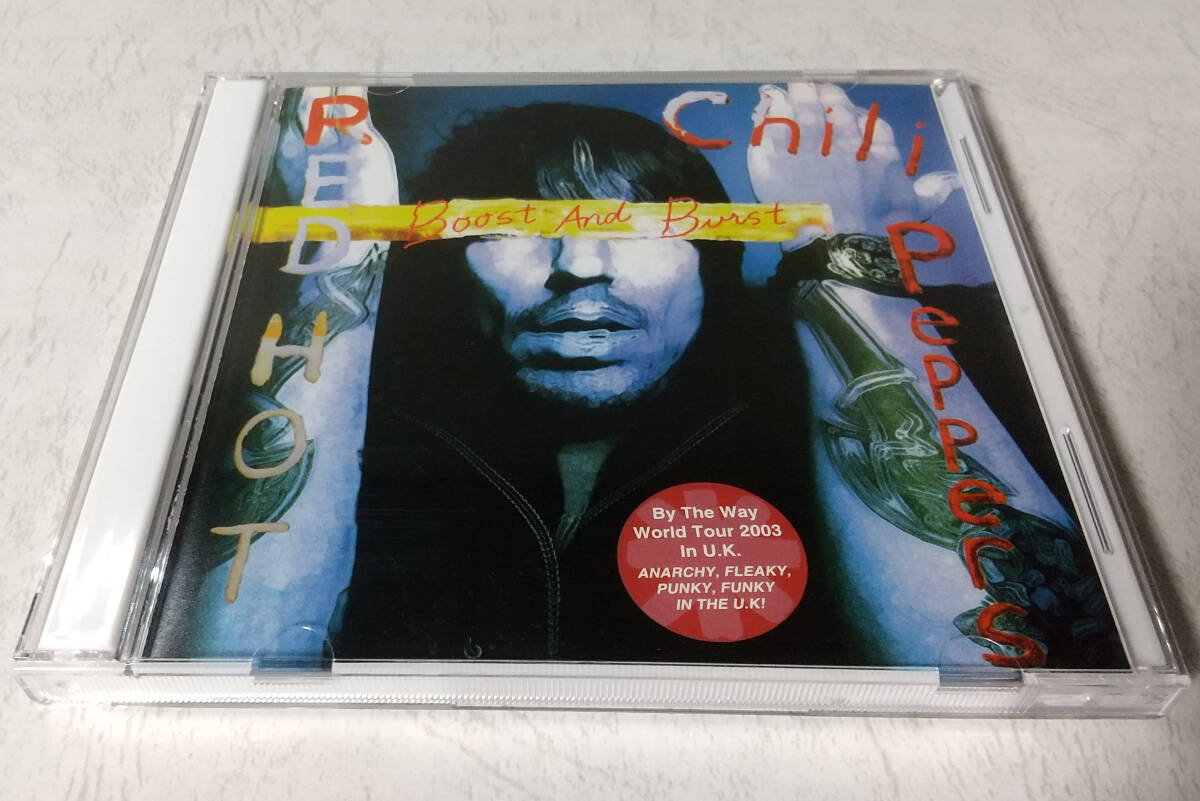 RED HOT
Chili
Peppers
Boost And Burst
By The Way
World Tour 2003
In U.K.
ANARCHY, FLEAKY,
PUNKY, FUNKY
IN THE U.K!